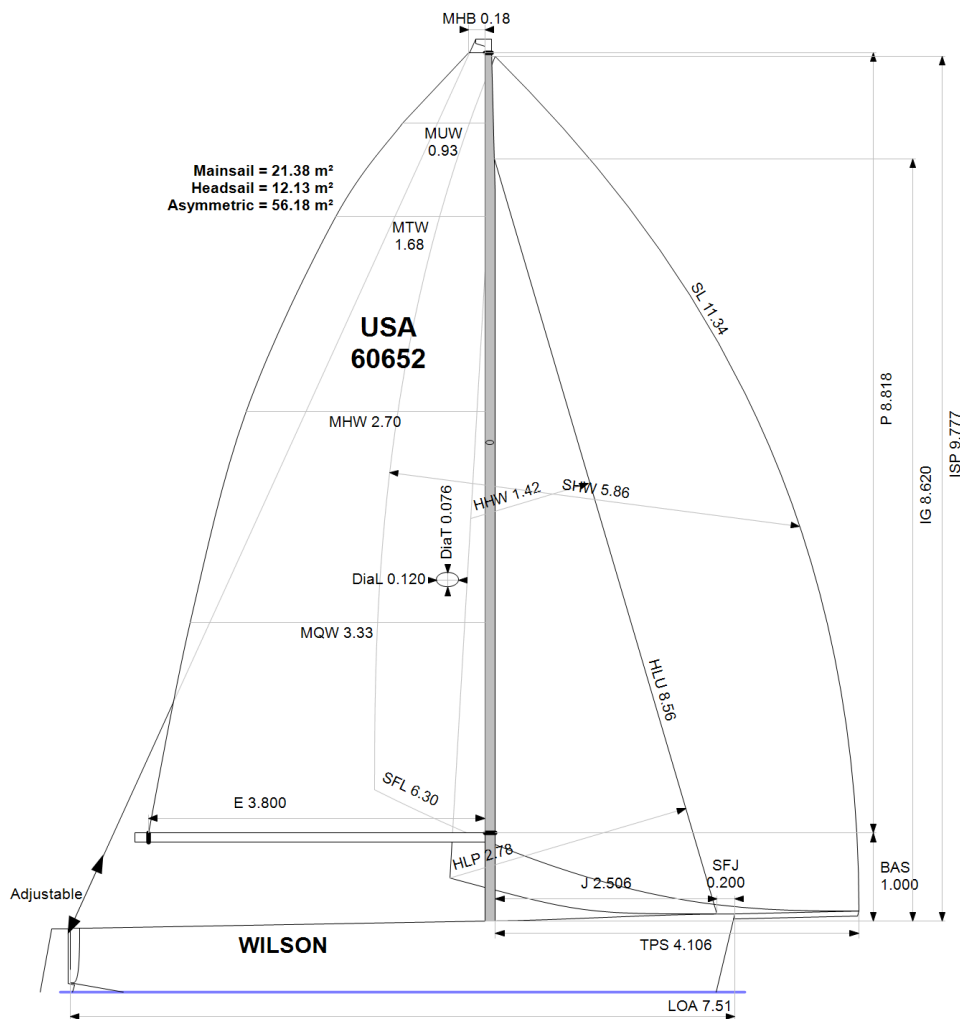 MHB 0.18
MUW
0.93
Mainsail = 21.38 m²
Headsail = 12.13 m²
Asymmetric = 56.18 m²
MTW
1.68
SL 11.34
USA
60652
P 8.818
ISP 9.777
MHW 2.70
IG 8.620
HHW 1.42
SHW 5.86
DiaT 0.076
DiaL 0.120
MQW 3.33
HLU 8.56
SFL 6.30
E 3.800
HLP 2.78
SFJ
0.200
J 2.506
BAS
1.000
Adjustable
WILSON
TPS 4.106
LOA 7.51